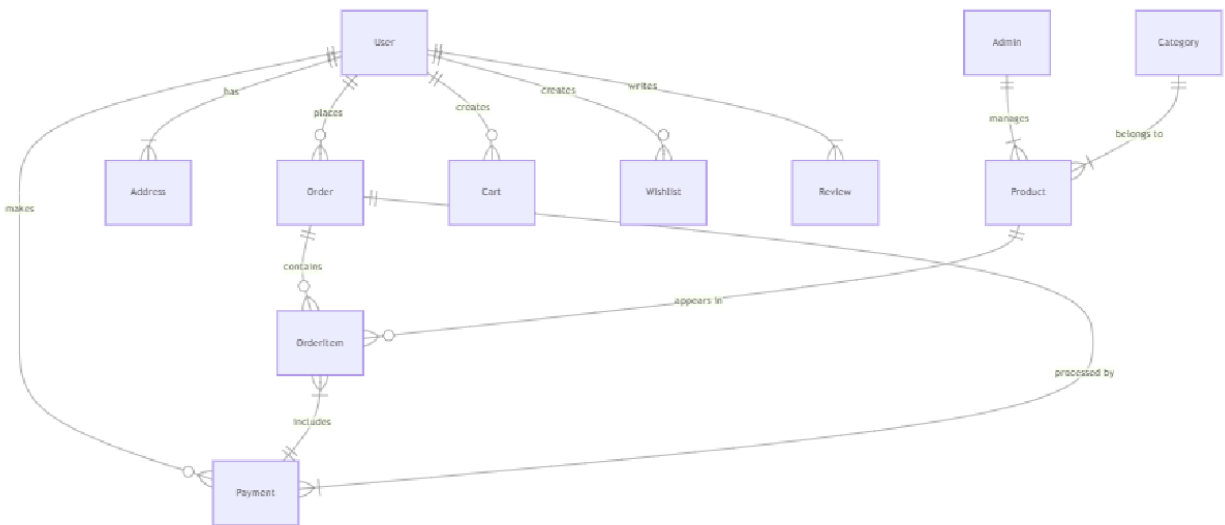 User
Admin
Category
has
places
creates
creates
writes
manages
belongs to
Address
Order
Cart
Wishlist
Review
Product
makes
contains
appears in
OrderItem
processed by
includes
Payment